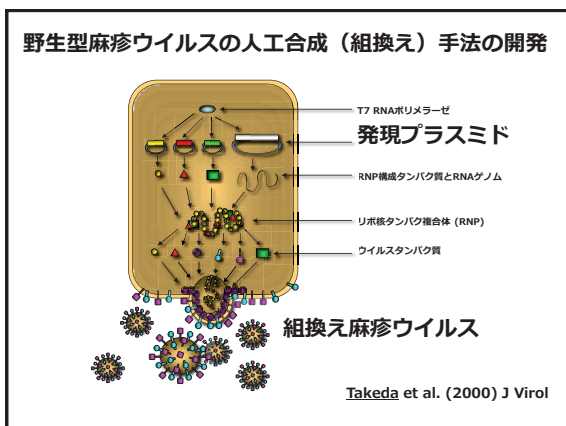 野生型麻疹ウイルスの人工合成（組換え）手法の開発
T7 RNAポリメラーゼ
発現プラスミド
RNP構成タンパク質とRNAゲノム
リボ核タンパク複合体 (RNP)
ウイルスタンパク質
組換え麻疹ウイルス
Takeda et al. (2000) J Virol